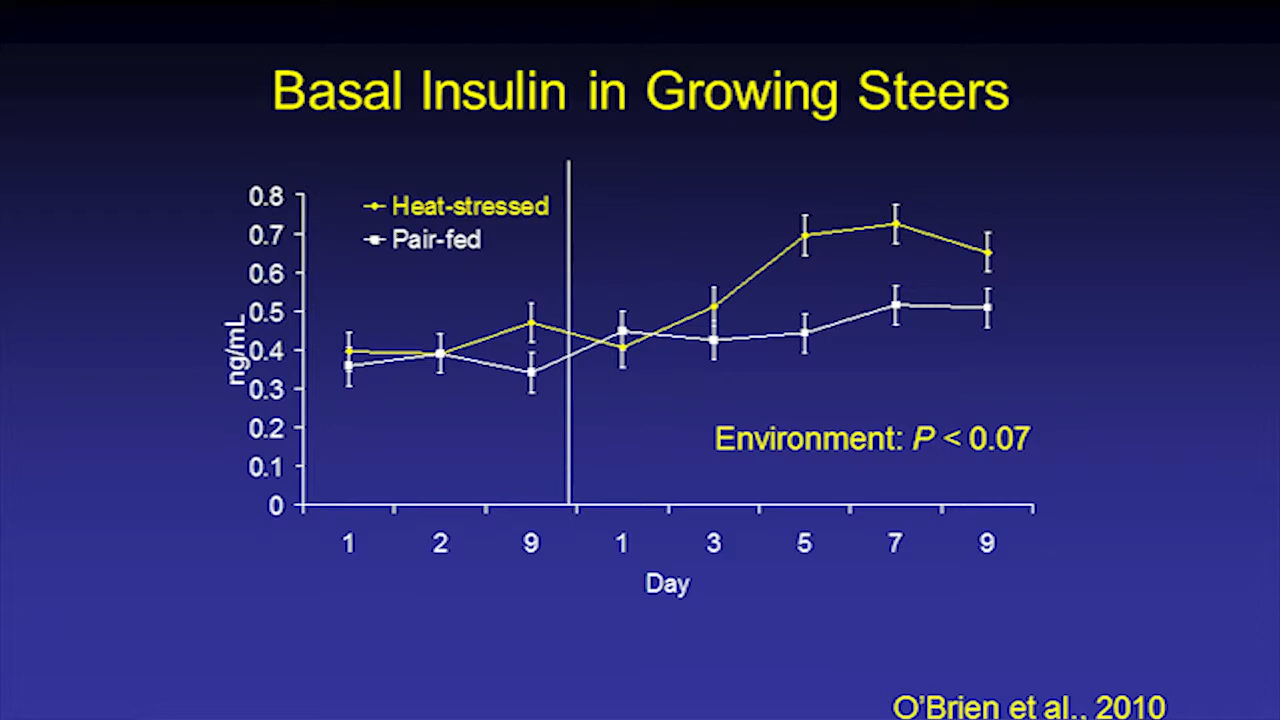 Basal Insulin in Growing Steers
Heat-stressed
Pair-fed
0.8
0.7
0.6
0.5
0.4
0.3
0.2
0.1
0
ng/mL
Environment: P < 0.07
1 2 9 1 3 5 7 9
Day
O'Brien et al., 2010